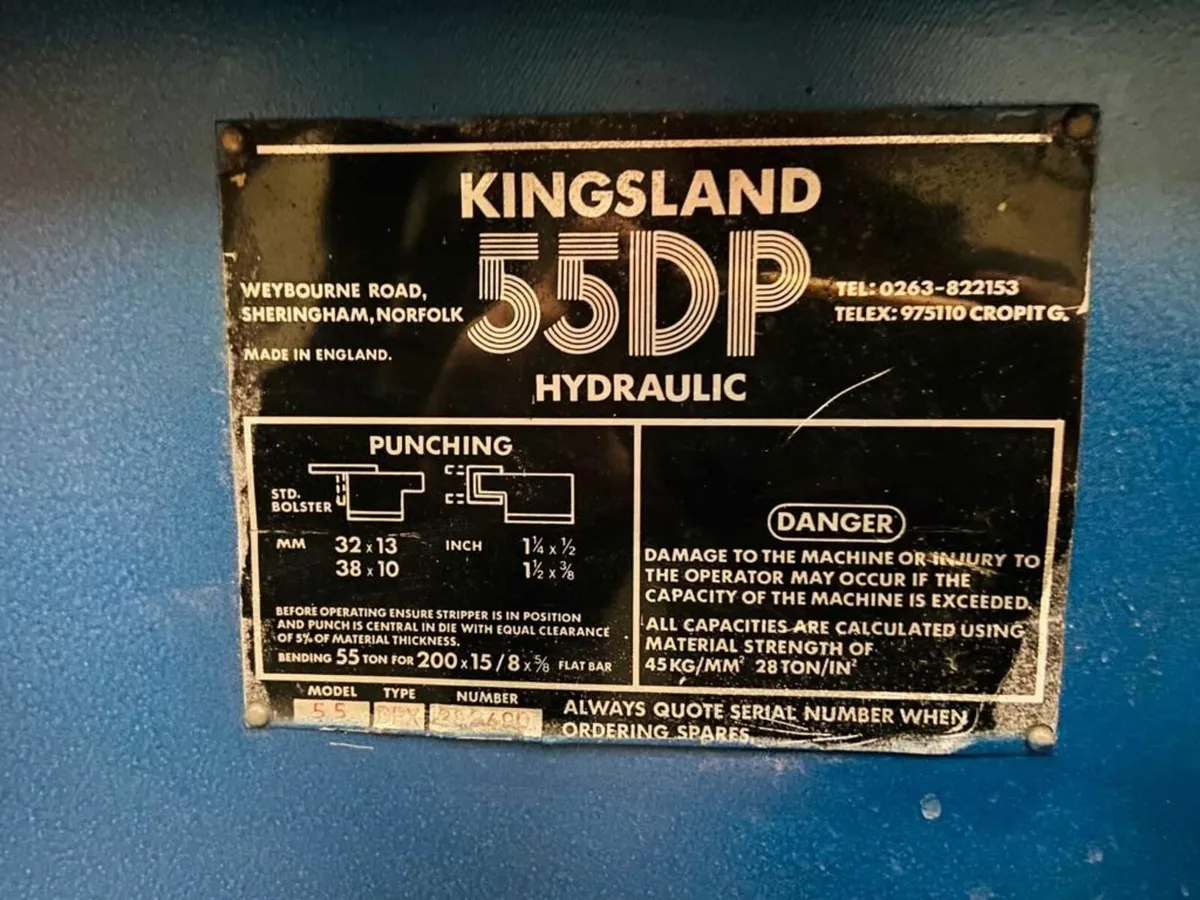 KINGSLAND
55DP
HYDRAULIC
WEYBOURNE ROAD,
SHERINGHAM, NORFOLK
MADE IN ENGLAND.
TEL: 0263-822153
TELEX: 975110 CROPIT G.
PUNCHING
STD.
BOLSTER
MM 32 x 13 INCH 1¼ x ½
38 x 10 1½ x ⅜
BEFORE OPERATING ENSURE STRIPPER IS IN POSITION
AND PUNCH IS CENTRAL IN DIE WITH EQUAL CLEARANCE
OF 5% OF MATERIAL THICKNESS.
BENDING 55 TON FOR 200 x 15 / 8 x ⅝ FLAT BAR
DANGER
DAMAGE TO THE MACHINE OR INJURY TO
THE OPERATOR MAY OCCUR IF THE
CAPACITY OF THE MACHINE IS EXCEEDED.
ALL CAPACITIES ARE CALCULATED USING
MATERIAL STRENGTH OF
45 KG/MM² 28 TON/IN²
MODEL TYPE NUMBER
55
ALWAYS QUOTE SERIAL NUMBER WHEN
ORDERING SPARES.